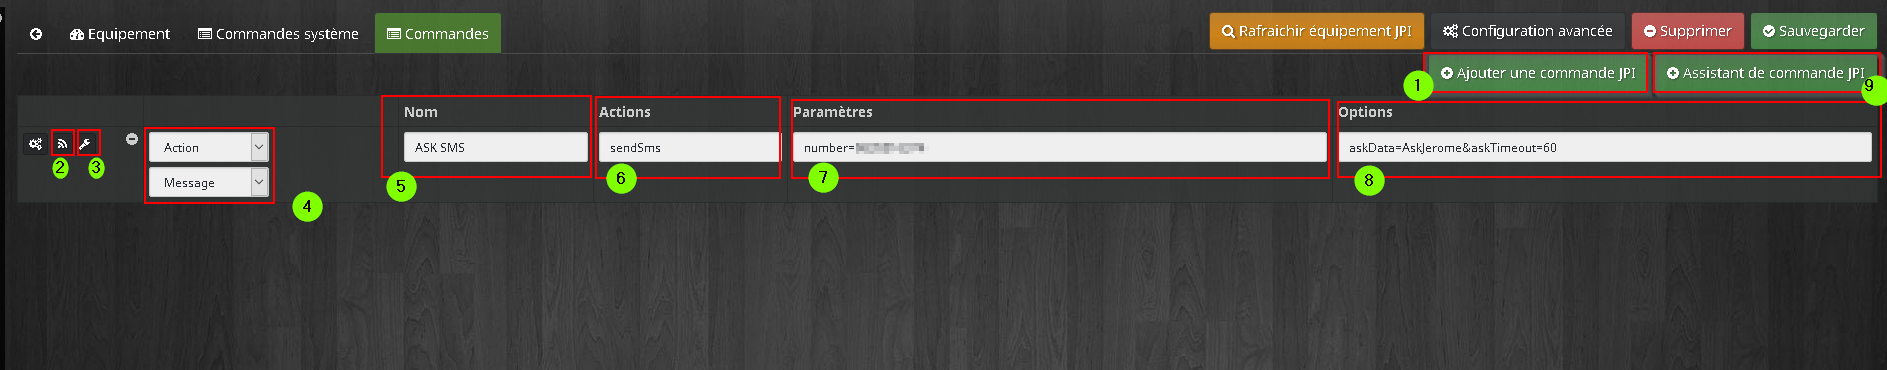 Equipement Commandes système Commandes Rafraichir équipement JPI Configuration avancée Supprimer Sauvegarder
1 Ajouter une commande JPI Assistant de commande JPI 9
Nom Actions Paramètres Options
Action ASK SMS sendSms number= askData=AskJerome&askTimeout=60
2 3 Message 5 6 7 8
4